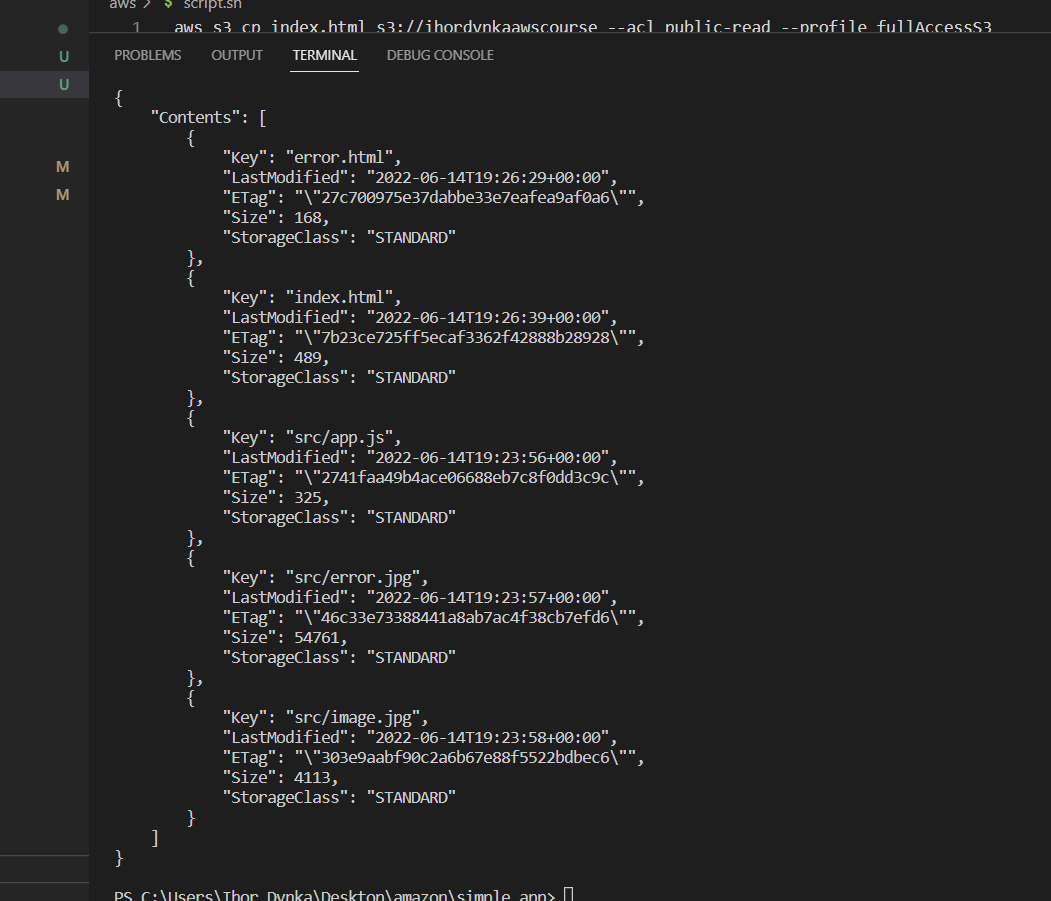 aws > $ script.sh
1 aws s3 cp index.html s3://ihordynkaawscourse --acl public-read --profile fullAccessS3
U
U
M
M
PROBLEMS OUTPUT TERMINAL DEBUG CONSOLE
{
    "Contents": [
        {
            "Key": "error.html",
            "LastModified": "2022-06-14T19:26:29+00:00",
            "ETag": "\"27c700975e37dabbe33e7eafea9af0a6\"",
            "Size": 168,
            "StorageClass": "STANDARD"
        },
        {
            "Key": "index.html",
            "LastModified": "2022-06-14T19:26:39+00:00",
            "ETag": "\"7b23ce725ff5ecaf3362f42888b28928\"",
            "Size": 489,
            "StorageClass": "STANDARD"
        },
        {
            "Key": "src/app.js",
            "LastModified": "2022-06-14T19:23:56+00:00",
            "ETag": "\"2741faa49b4ace06688eb7c8f0dd3c9c\"",
            "Size": 325,
            "StorageClass": "STANDARD"
        },
        {
            "Key": "src/error.jpg",
            "LastModified": "2022-06-14T19:23:57+00:00",
            "ETag": "\"46c33e73388441a8ab7ac4f38cb7efd6\"",
            "Size": 54761,
            "StorageClass": "STANDARD"
        },
        {
            "Key": "src/image.jpg",
            "LastModified": "2022-06-14T19:23:58+00:00",
            "ETag": "\"303e9aabf90c2a6b67e88f5522bdbec6\"",
            "Size": 4113,
            "StorageClass": "STANDARD"
        }
    ]
}
PS C:\Users\Ihor_Dynka\Desktop\amazon\simple_app>